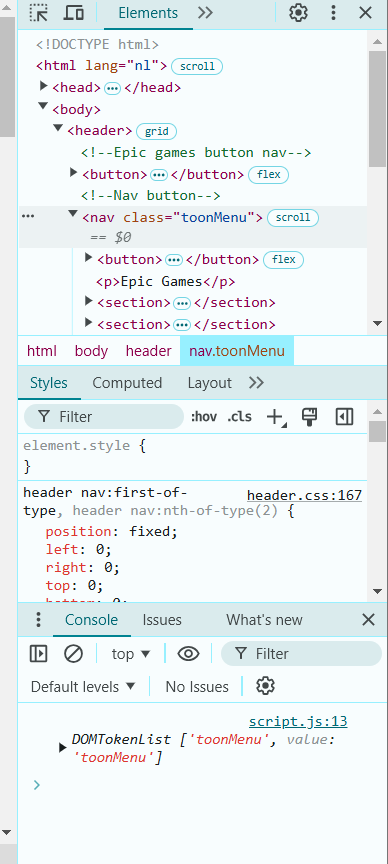 Elements
<!DOCTYPE html>
<html lang="nl"> scroll
<head> </head>
<body>
<header> grid
<!--Epic games button nav-->
<button> </button> flex
<!--Nav button-->
<nav class="toonMenu"> scroll
== $0
<button> </button> flex
<p>Epic Games</p>
<section> </section>
<section> </section>
html body header nav.toonMenu
Styles Computed Layout
Filter :hov .cls
element.style {
}
header nav:first-of- header.css:167
type, header nav:nth-of-type(2) {
position: fixed;
left: 0;
right: 0;
top: 0;
bottom: 0;
Console Issues What's new
top Filter
Default levels No Issues
script.js:13
DOMTokenList ['toonMenu', value:
'toonMenu']